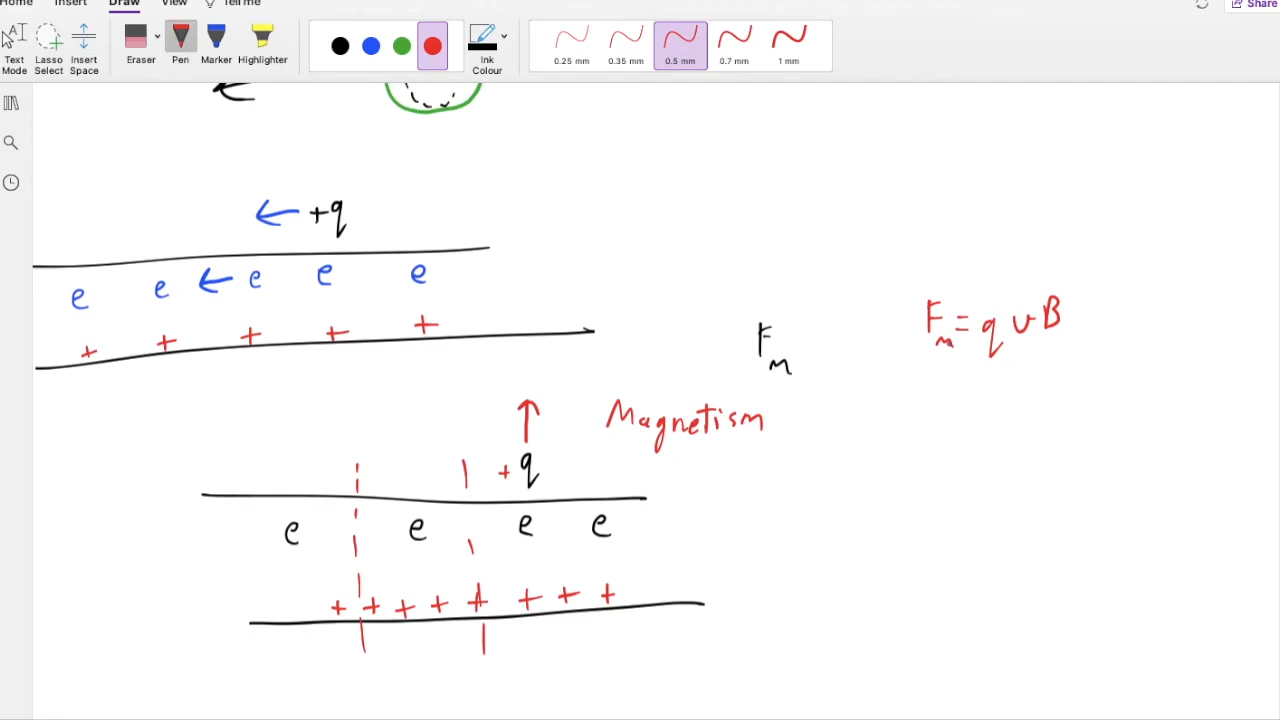 Home Insert Draw View Tell me
Share
Text Mode
Lasso Select
Insert Space
Eraser
Pen
Marker
Highlighter
Ink Colour
0.25 mm
0.35 mm
0.5 mm
0.7 mm
1 mm
← +q
e e ← e e e
+ + + + +
F m
Fm = q v B
↑ Magnetism
+ q
e e e e
+ + + + + + + +